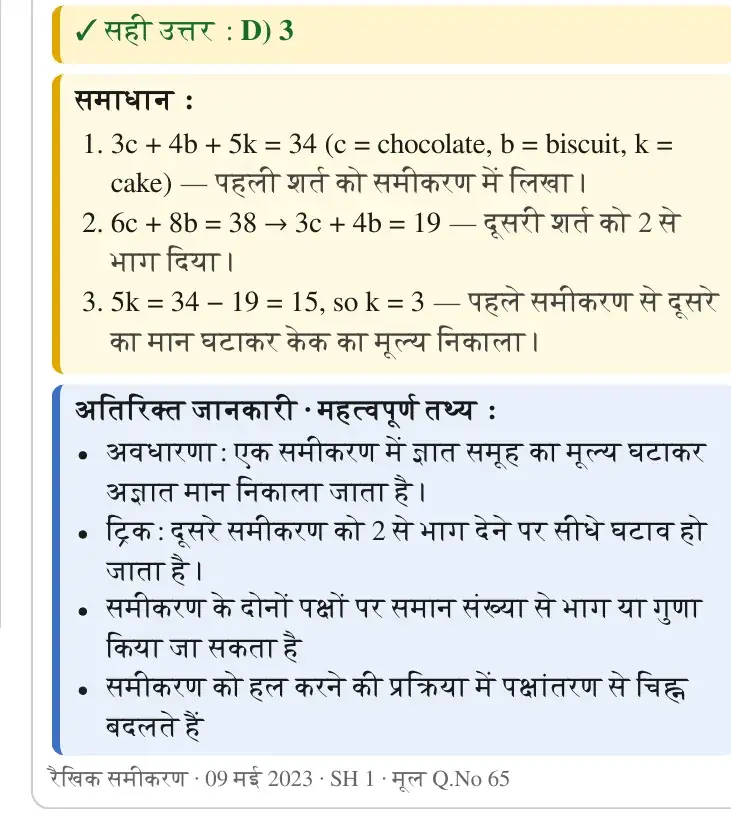 ✓ सही उत्तर : D) 3
समाधान :
1. 3c + 4b + 5k = 34 (c = chocolate, b = biscuit, k =
cake) — पहली शर्त को समीकरण में लिखा।
2. 6c + 8b = 38 → 3c + 4b = 19 — दूसरी शर्त को 2 से
भाग दिया।
3. 5k = 34 − 19 = 15, so k = 3 — पहले समीकरण से दूसरे
का मान घटाकर केक का मूल्य निकाला।
अतिरिक्त जानकारी · महत्वपूर्ण तथ्य :
• अवधारणा : एक समीकरण में ज्ञात समूह का मूल्य घटाकर
अज्ञात मान निकाला जाता है।
• ट्रिक : दूसरे समीकरण को 2 से भाग देने पर सीधे घटाव हो
जाता है।
• समीकरण के दोनों पक्षों पर समान संख्या से भाग या गुणा
किया जा सकता है
• समीकरण को हल करने की प्रक्रिया में पक्षांतरण से चिह्न
बदलते हैं
रैखिक समीकरण · 09 मई 2023 · SH 1 · मूल Q.No 65